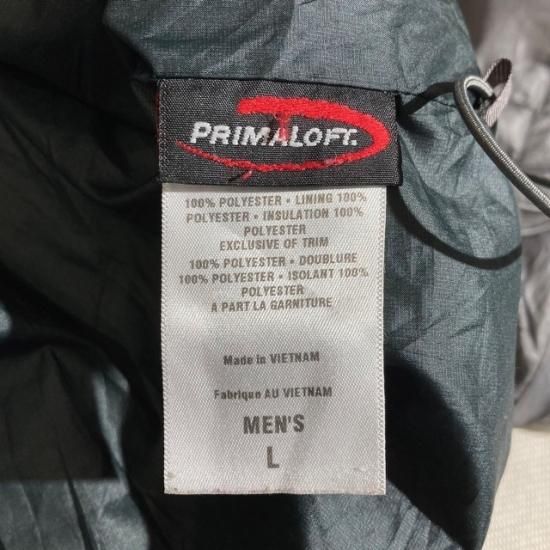 PRIMALOFT.
100% POLYESTER • LINING 100%
POLYESTER • INSULATION 100%
POLYESTER
EXCLUSIVE OF TRIM
100% POLYESTER • DOUBLURE
100% POLYESTER • ISOLANT 100%
POLYESTER
A PART LA GARNITURE
Made in VIETNAM
Fabrique AU VIETNAM
MEN'S
L